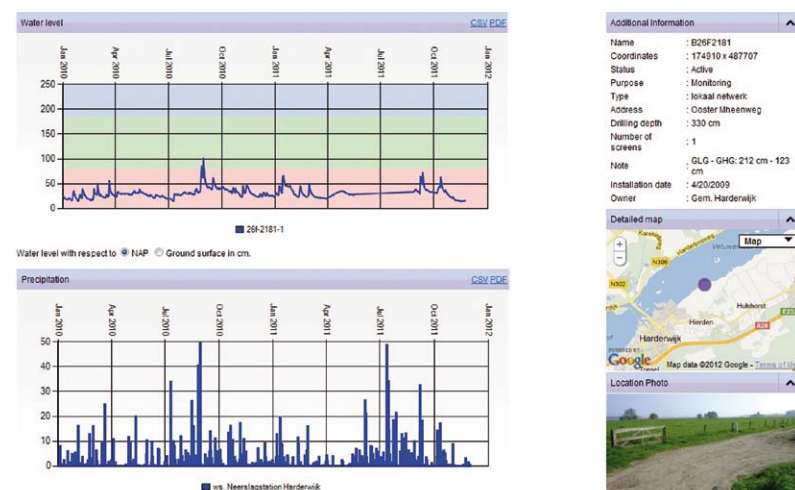 Water level CSV PDF
Jan 2010 Apr 2010 Jul 2010 Oct 2010 Jan 2011 Apr 2011 Jul 2011 Oct 2011 Jan 2012
250
200
150
100
50
0
26f-2181-1
Water level with respect to NAP Ground surface in cm.
Precipitation CSV PDF
Jan 2010 Apr 2010 Jul 2010 Oct 2010 Jan 2011 Apr 2011 Jul 2011 Oct 2011 Jan 2012
50
40
30
20
10
0
ws_Neerslagstation Harderwijk
Additional Information
Name : B26F2181
Coordinates : 174910 x 487707
Status : Active
Purpose : Monitoring
Type : lokaal netwerk
Address : Ooster Mheenweg
Drilling depth : 330 cm
Number of
screens : 1
Note : GLG - GHG: 212 cm - 123
cm
Installation date : 4/20/2009
Owner : Gem. Harderwijk
Detailed map
Map
N306
N302
Hulshorst
Hierden
A28
Harderwijk
POWERED BY
Google
Map data ©2012 Google - Terms of Us
Location Photo